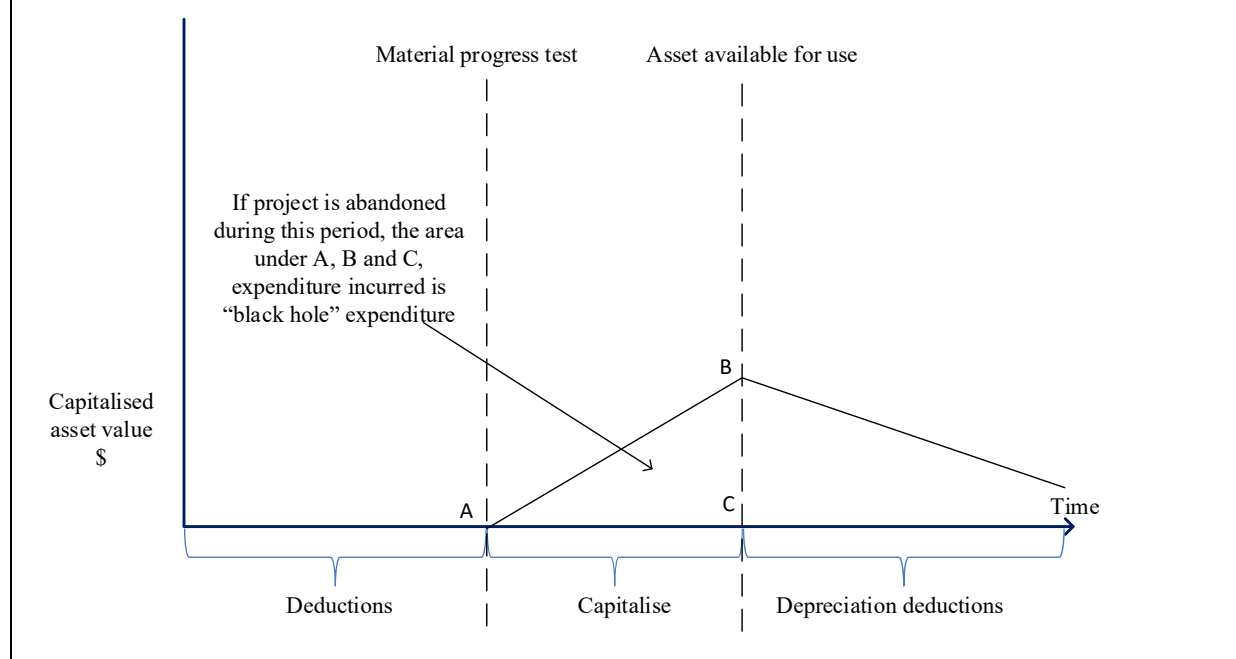 Material progress test
Asset available for use
If project is abandoned
during this period, the area
under A, B and C,
expenditure incurred is
“black hole” expenditure
B
Capitalised
asset value
$
A
C
Time
Deductions
Capitalise
Depreciation deductions